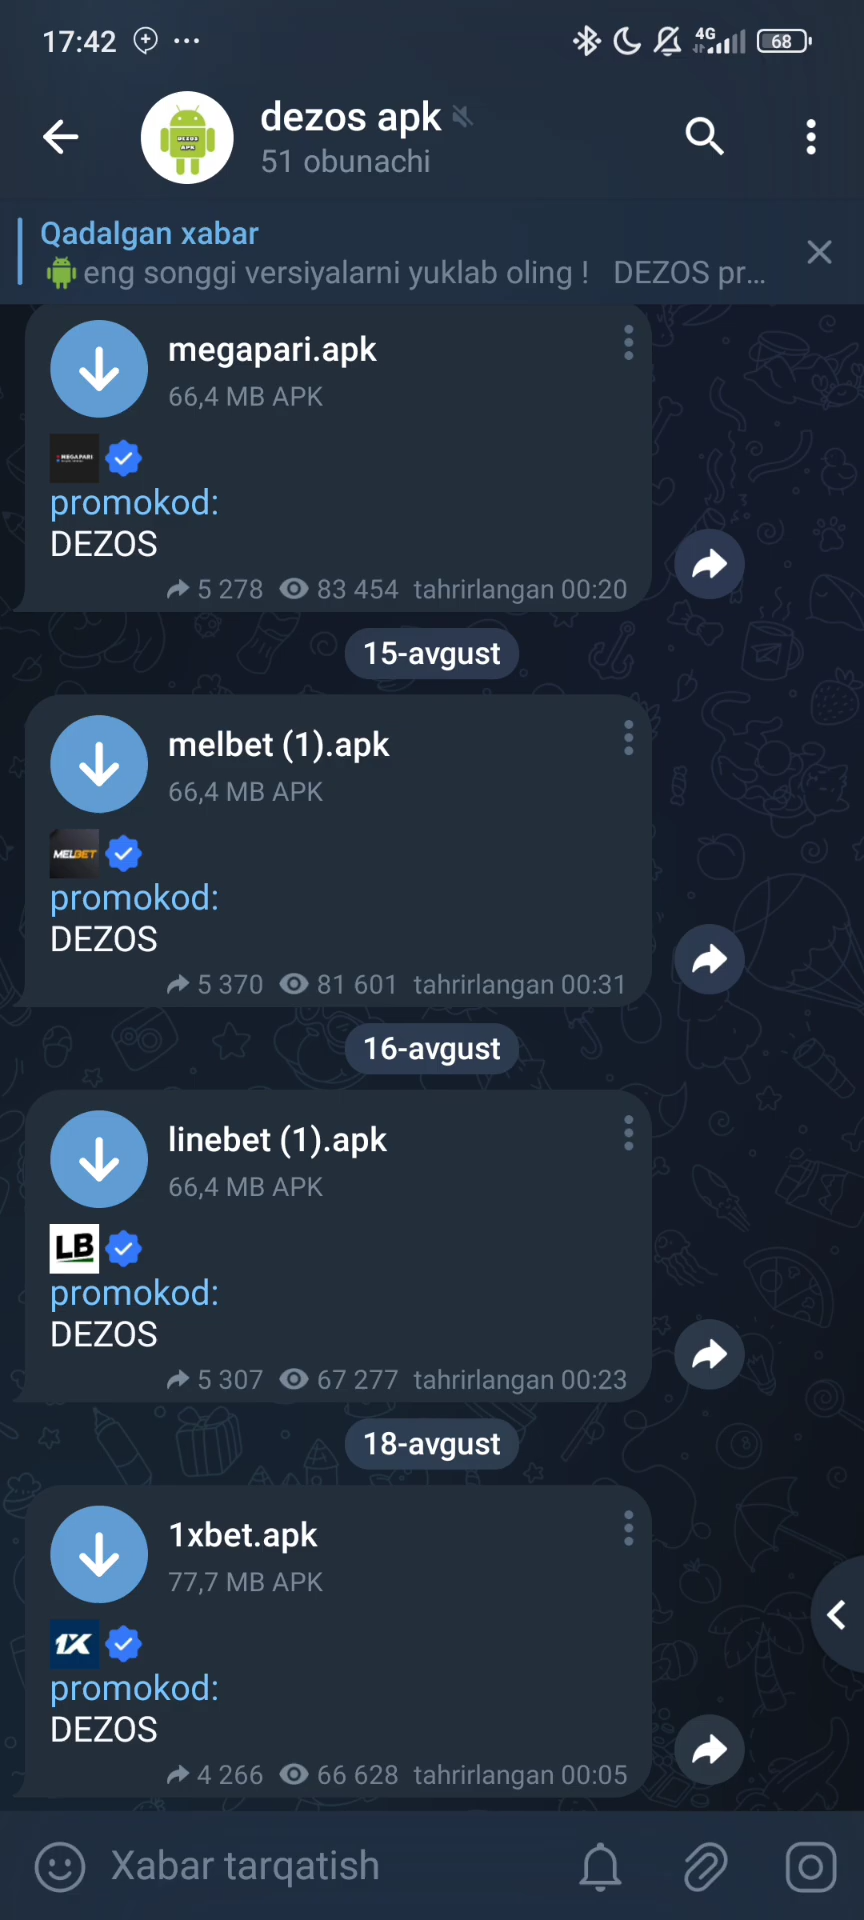 17:42
4G
68
dezos apk
51 obunachi
Qadalgan xabar
eng songgi versiyalarni yuklab oling ! DEZOS pr...
megapari.apk
66,4 MB APK
MEGAPARI
promokod:
DEZOS
5 278 83 454 tahrirlangan 00:20
15-avgust
melbet (1).apk
66,4 MB APK
MELBET
promokod:
DEZOS
5 370 81 601 tahrirlangan 00:31
16-avgust
linebet (1).apk
66,4 MB APK
LB
promokod:
DEZOS
5 307 67 277 tahrirlangan 00:23
18-avgust
1xbet.apk
77,7 MB APK
1X
promokod:
DEZOS
4 266 66 628 tahrirlangan 00:05
Xabar tarqatish